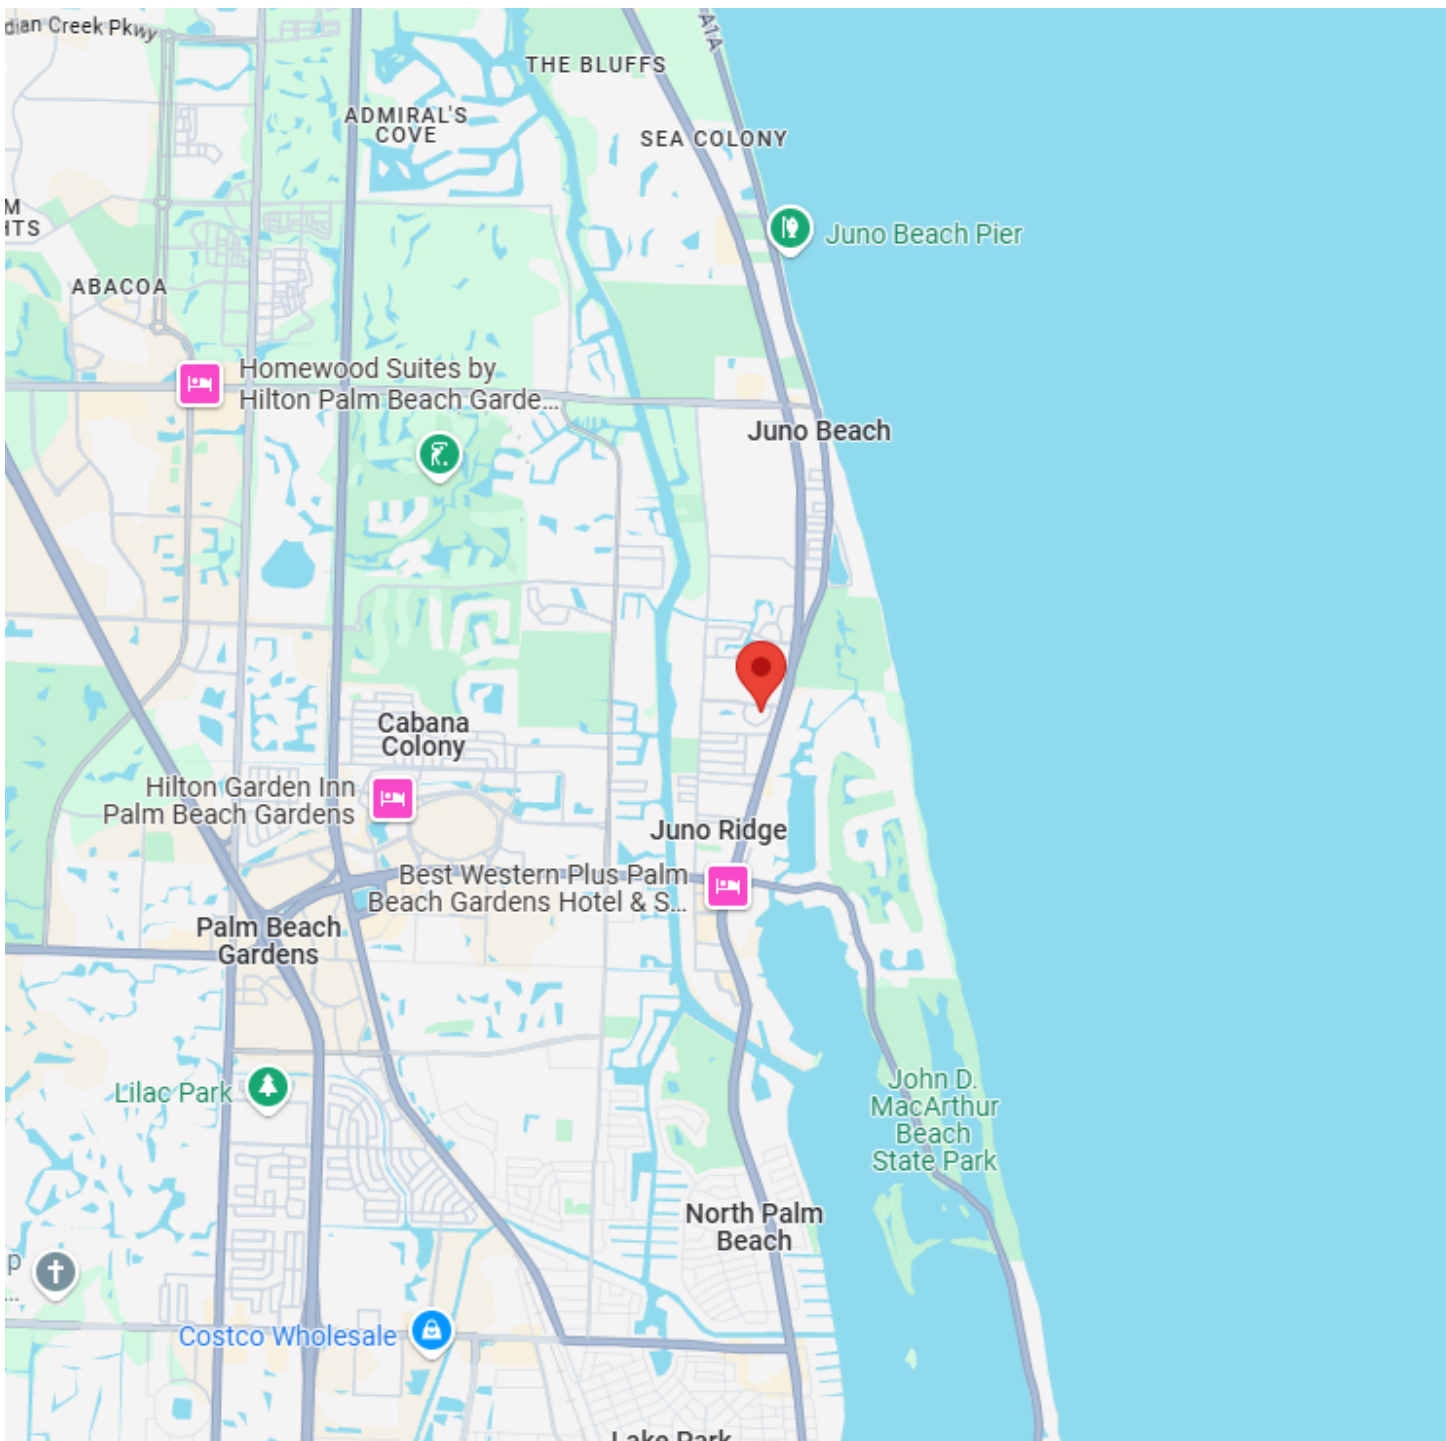 dian Creek Pkwy
A1A
THE BLUFFS
ADMIRAL'S
COVE
SEA COLONY
M
HTS
Juno Beach Pier
ABACOA
Homewood Suites by
Hilton Palm Beach Garde...
Juno Beach
Cabana
Colony
Hilton Garden Inn
Palm Beach Gardens
Juno Ridge
Best Western Plus Palm
Beach Gardens Hotel & S...
Palm Beach
Gardens
Lilac Park
John D.
MacArthur
Beach
State Park
North Palm
Beach
p
...
Costco Wholesale
Lake Park